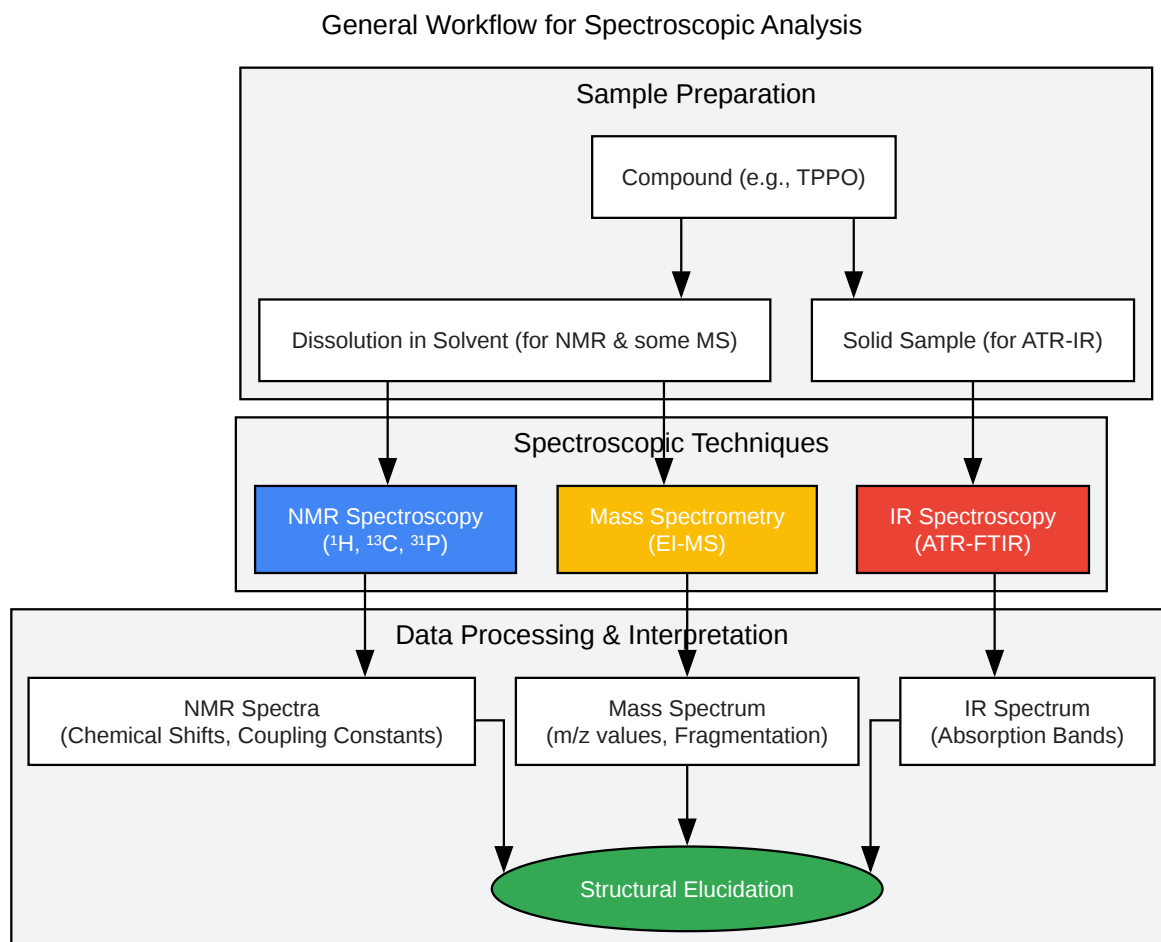 General Workflow for Spectroscopic Analysis
Sample Preparation
Compound (e.g., TPPO)
Dissolution in Solvent (for NMR & some MS)
Solid Sample (for ATR-IR)
Spectroscopic Techniques
NMR Spectroscopy
(¹H, ¹³C, ³¹P)
Mass Spectrometry
(EI-MS)
IR Spectroscopy
(ATR-FTIR)
Data Processing & Interpretation
NMR Spectra
(Chemical Shifts, Coupling Constants)
Mass Spectrum
(m/z values, Fragmentation)
IR Spectrum
(Absorption Bands)
Structural Elucidation